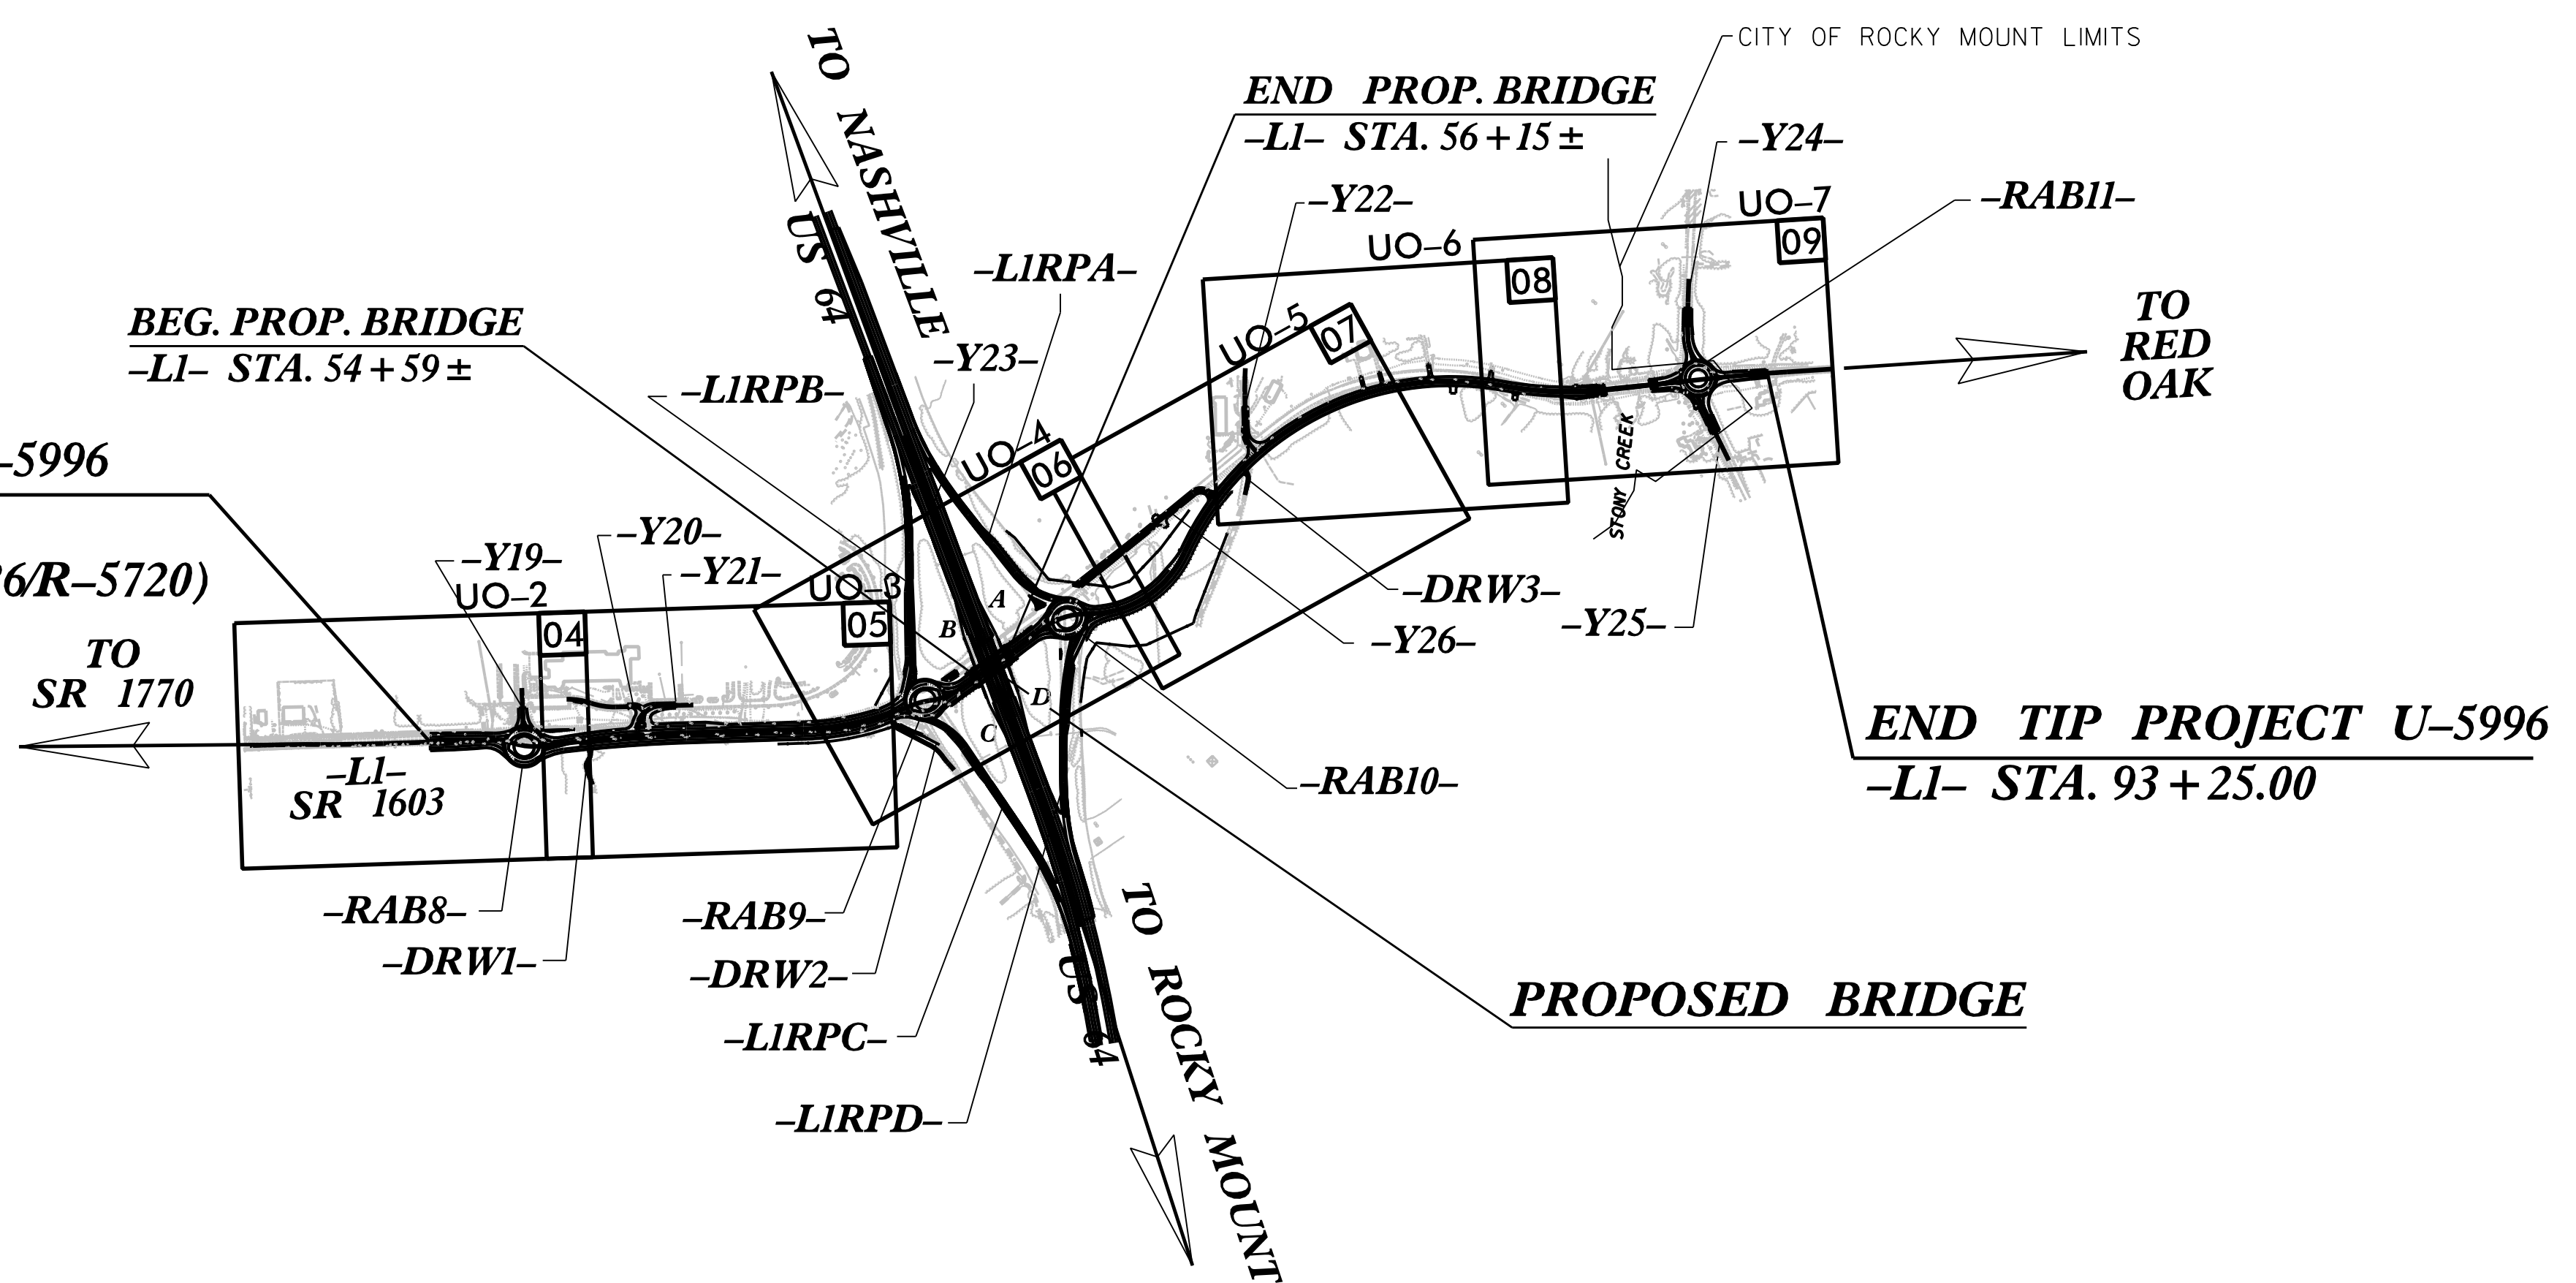 CITY OF ROCKY MOUNT LIMITS
TO NASHVILLE
END PROP. BRIDGE
–L1– STA. 56+15 ±
–Y24–
–Y22–
UO–7
–RAB11–
09
UO–6
US 64
–L1RPA–
08
BEG. PROP. BRIDGE
–L1– STA. 54+59 ±
UO–5
07
TO
RED
OAK
–Y23–
–L1RPB–
UO–4
06
–5996
STONY CREEK
–Y20–
–Y19–
–Y21–
6/R–5720)
UO–2
UO–3
–DRW3–
A
B
–Y25–
–Y26–
04
05
TO
SR 1770
D
C
END TIP PROJECT U–5996
–L1– STA. 93+25.00
–L1–
SR 1603
–RAB10–
–RAB8–
–RAB9–
TO ROCKY MOUNT
–DRW1–
–DRW2–
US 64
PROPOSED BRIDGE
–L1RPC–
–L1RPD–